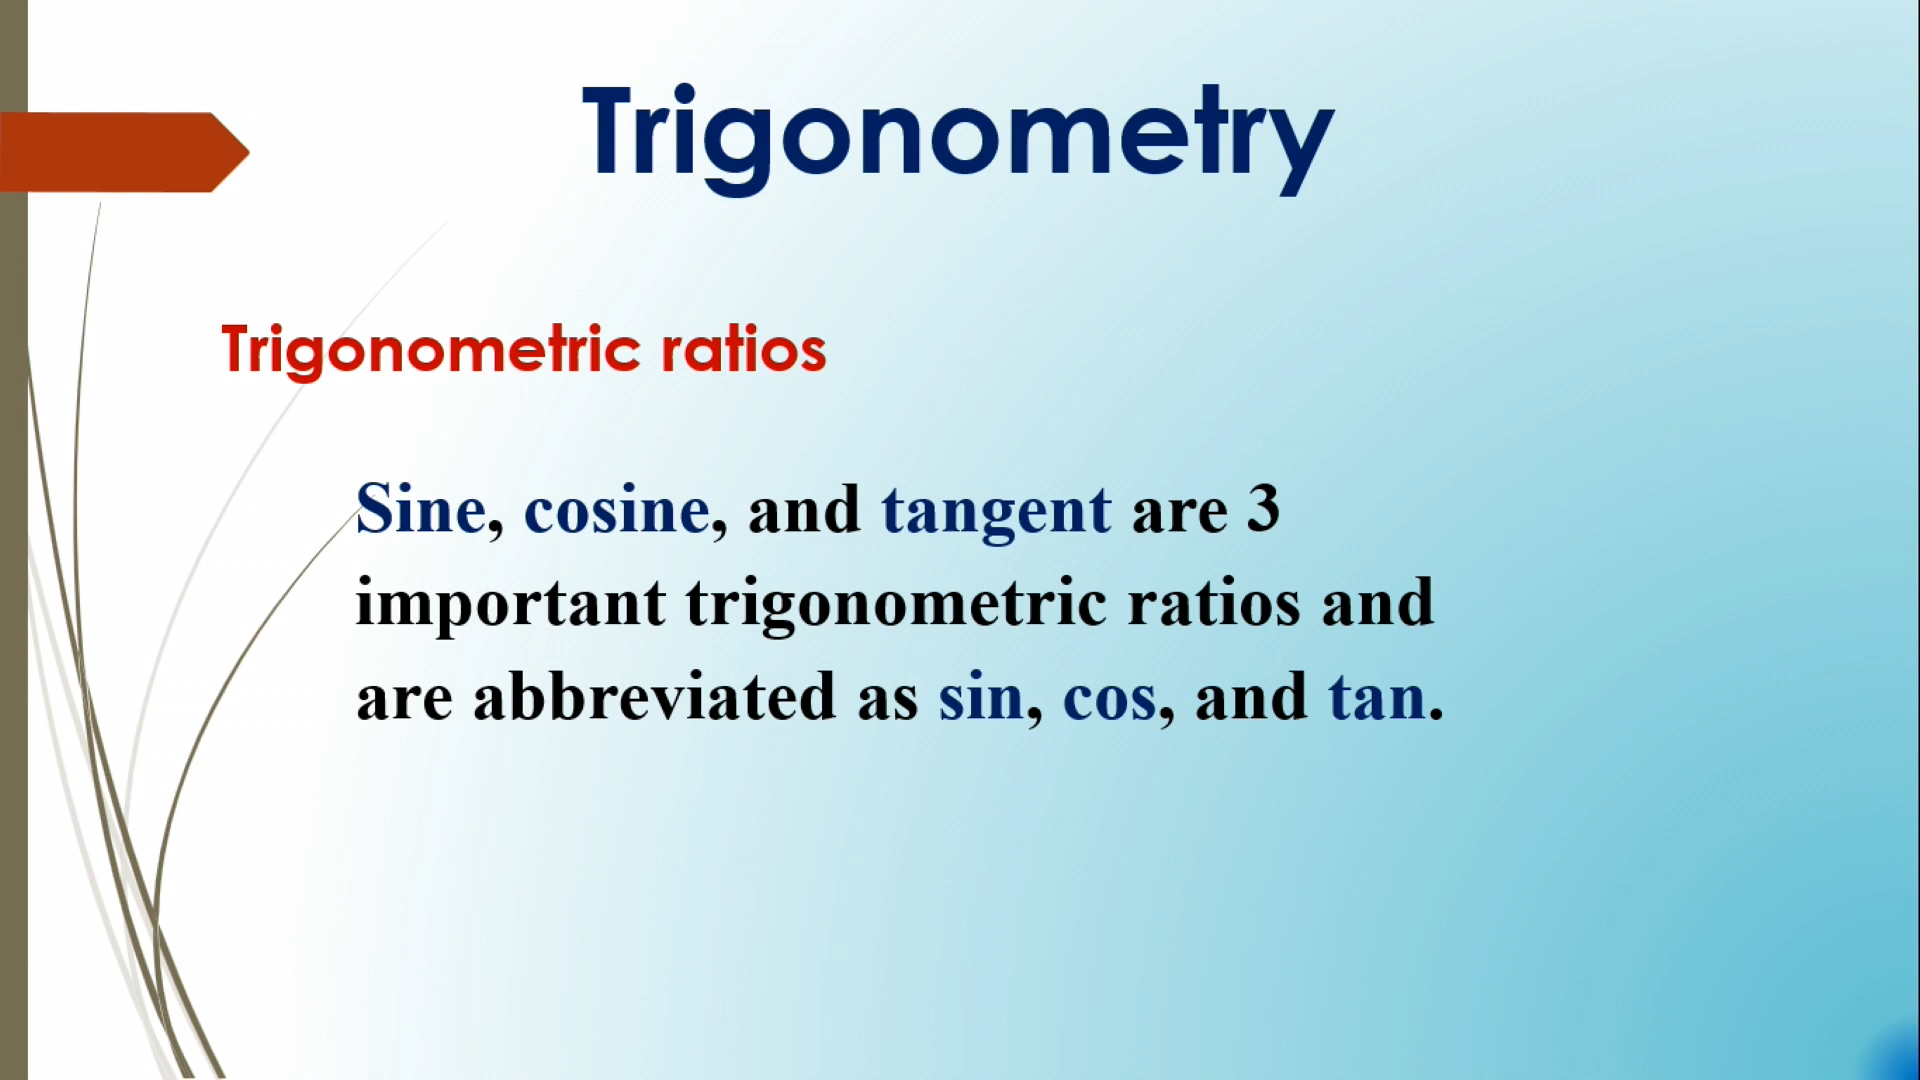 Trigonometry
Trigonometric ratios
Sine, cosine, and tangent are 3
important trigonometric ratios and
are abbreviated as sin, cos, and tan.